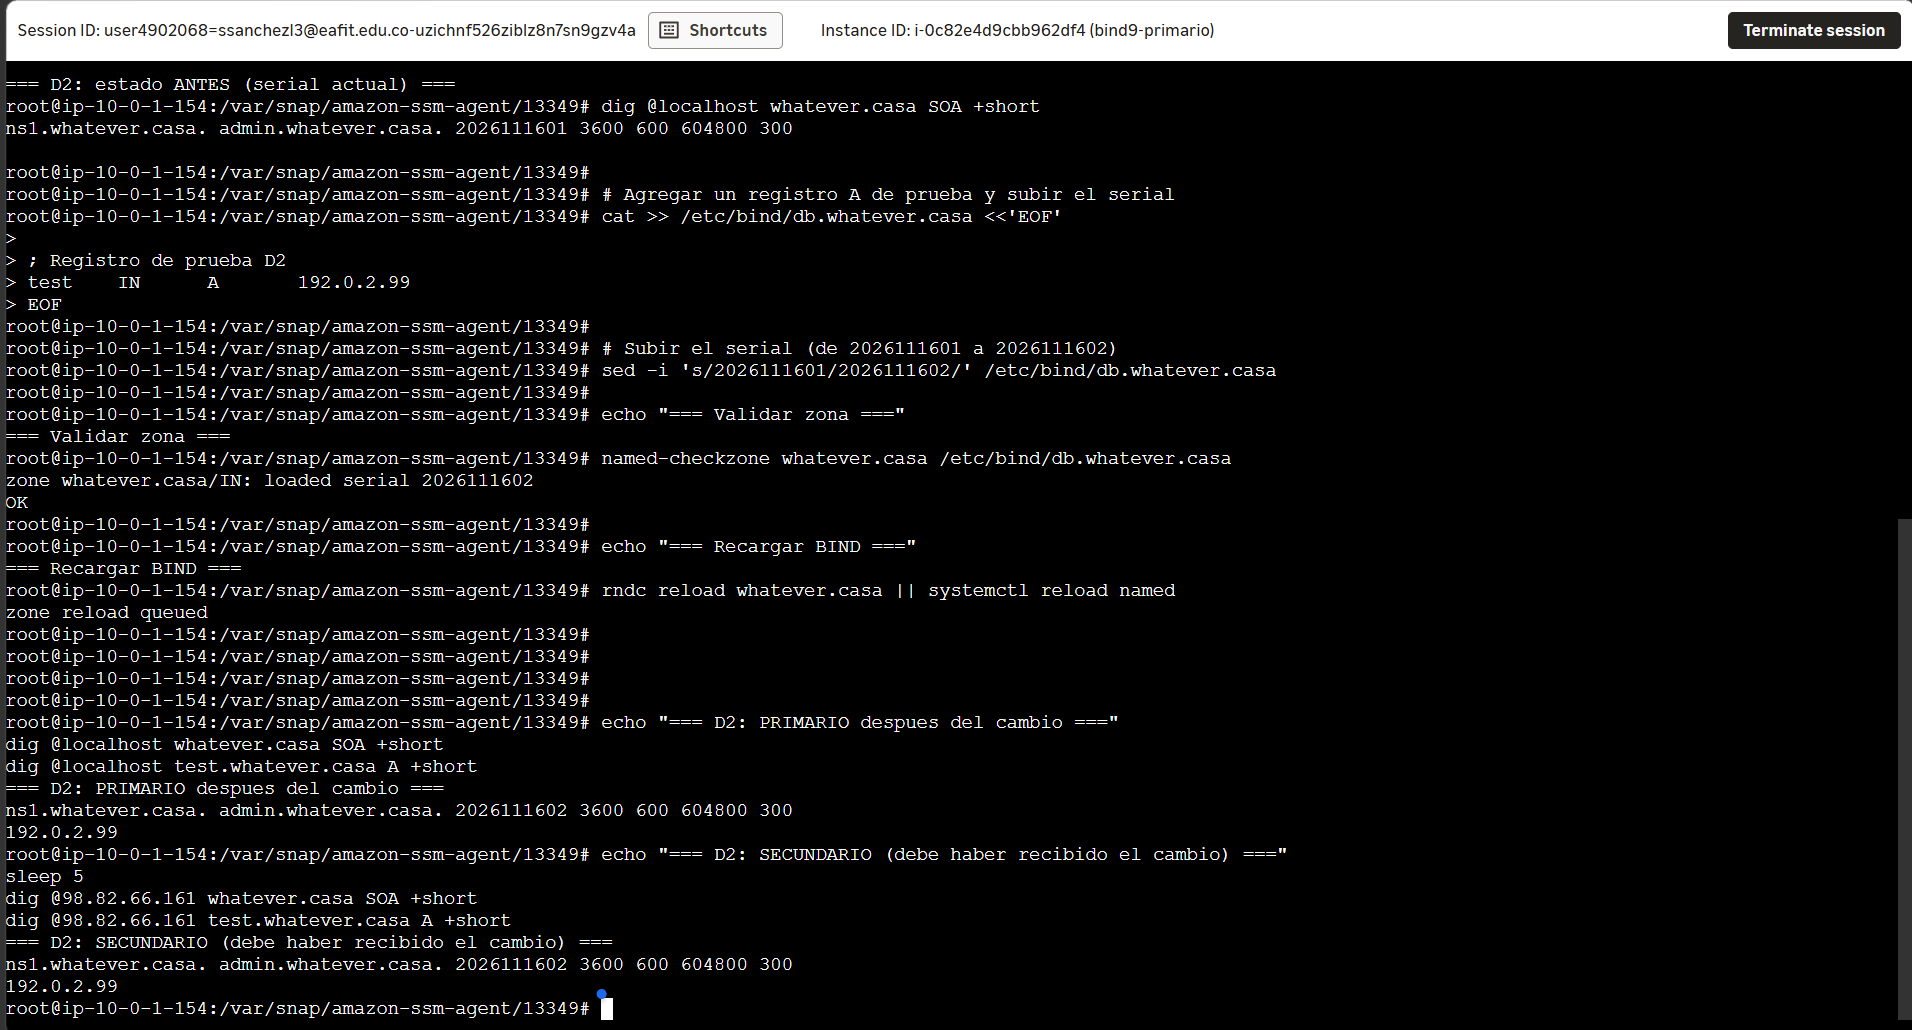 Session ID: user4902068=ssanchezl3@eafit.edu.co-uzichnf526ziblz8n7sn9gzv4a Shortcuts Instance ID: i-0c82e4d9cbb962df4 (bind9-primario) Terminate session
=== D2: estado ANTES (serial actual) ===
root@ip-10-0-1-154:/var/snap/amazon-ssm-agent/13349# dig @localhost whatever.casa SOA +short
ns1.whatever.casa. admin.whatever.casa. 2026111601 3600 600 604800 300
root@ip-10-0-1-154:/var/snap/amazon-ssm-agent/13349#
root@ip-10-0-1-154:/var/snap/amazon-ssm-agent/13349# # Agregar un registro A de prueba y subir el serial
root@ip-10-0-1-154:/var/snap/amazon-ssm-agent/13349# cat >> /etc/bind/db.whatever.casa <<'EOF'
>
> ; Registro de prueba D2
> test    IN      A       192.0.2.99
> EOF
root@ip-10-0-1-154:/var/snap/amazon-ssm-agent/13349#
root@ip-10-0-1-154:/var/snap/amazon-ssm-agent/13349# # Subir el serial (de 2026111601 a 2026111602)
root@ip-10-0-1-154:/var/snap/amazon-ssm-agent/13349# sed -i 's/2026111601/2026111602/' /etc/bind/db.whatever.casa
root@ip-10-0-1-154:/var/snap/amazon-ssm-agent/13349#
root@ip-10-0-1-154:/var/snap/amazon-ssm-agent/13349# echo "=== Validar zona ==="
=== Validar zona ===
root@ip-10-0-1-154:/var/snap/amazon-ssm-agent/13349# named-checkzone whatever.casa /etc/bind/db.whatever.casa
zone whatever.casa/IN: loaded serial 2026111602
OK
root@ip-10-0-1-154:/var/snap/amazon-ssm-agent/13349#
root@ip-10-0-1-154:/var/snap/amazon-ssm-agent/13349# echo "=== Recargar BIND ==="
=== Recargar BIND ===
root@ip-10-0-1-154:/var/snap/amazon-ssm-agent/13349# rndc reload whatever.casa || systemctl reload named
zone reload queued
root@ip-10-0-1-154:/var/snap/amazon-ssm-agent/13349#
root@ip-10-0-1-154:/var/snap/amazon-ssm-agent/13349#
root@ip-10-0-1-154:/var/snap/amazon-ssm-agent/13349#
root@ip-10-0-1-154:/var/snap/amazon-ssm-agent/13349#
root@ip-10-0-1-154:/var/snap/amazon-ssm-agent/13349# echo "=== D2: PRIMARIO despues del cambio ==="
dig @localhost whatever.casa SOA +short
dig @localhost test.whatever.casa A +short
=== D2: PRIMARIO despues del cambio ===
ns1.whatever.casa. admin.whatever.casa. 2026111602 3600 600 604800 300
192.0.2.99
root@ip-10-0-1-154:/var/snap/amazon-ssm-agent/13349# echo "=== D2: SECUNDARIO (debe haber recibido el cambio) ==="
sleep 5
dig @98.82.66.161 whatever.casa SOA +short
dig @98.82.66.161 test.whatever.casa A +short
=== D2: SECUNDARIO (debe haber recibido el cambio) ===
ns1.whatever.casa. admin.whatever.casa. 2026111602 3600 600 604800 300
192.0.2.99
root@ip-10-0-1-154:/var/snap/amazon-ssm-agent/13349#